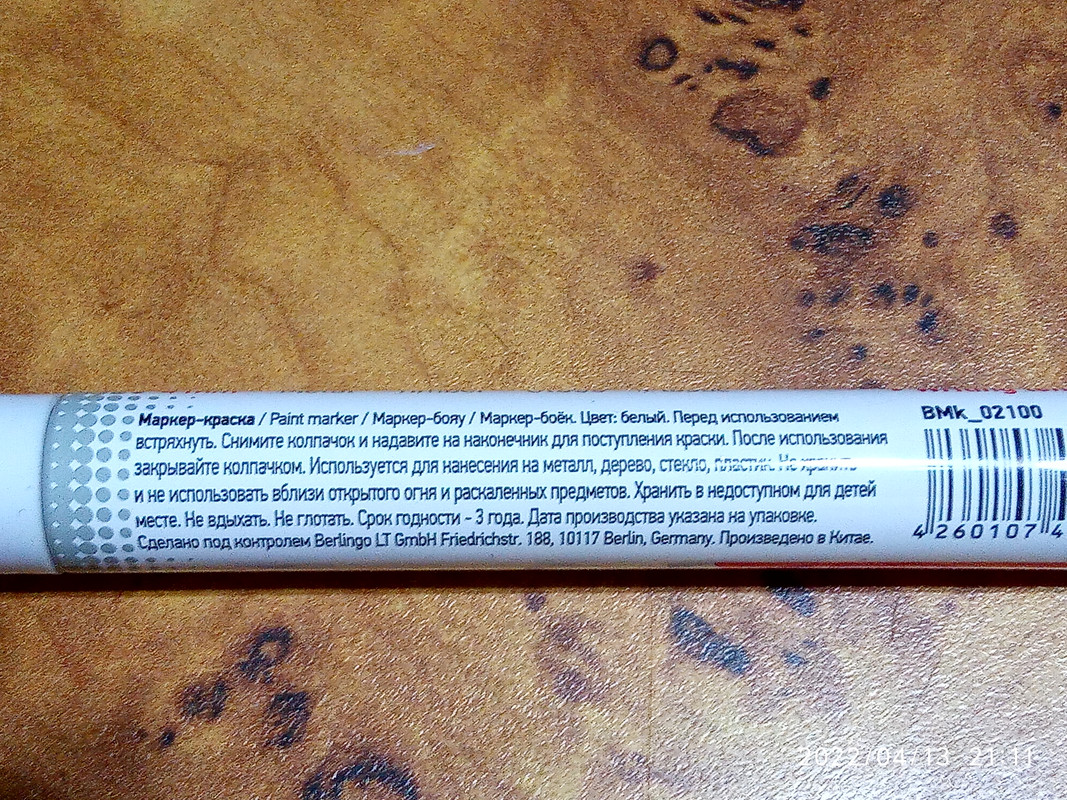 Маркер-краска / Paint marker / Маркер-бояу / Маркер-боёк. Цвет: белый. Перед использованием
встряхнуть. Снимите колпачок и надавите на наконечник для поступления краски. После использования
закрывайте колпачком. Используется для нанесения на металл, дерево, стекло, пластик. Не хранить
и не использовать вблизи открытого огня и раскаленных предметов. Хранить в недоступном для детей
месте. Не вдыхать. Не глотать. Срок годности - 3 года. Дата производства указана на упаковке.
Сделано под контролем Berlingo LT GmbH Friedrichstr. 188, 10117 Berlin, Germany. Произведено в Китае.
BMk_02100
4 260107 4
2022/04/13 21:11